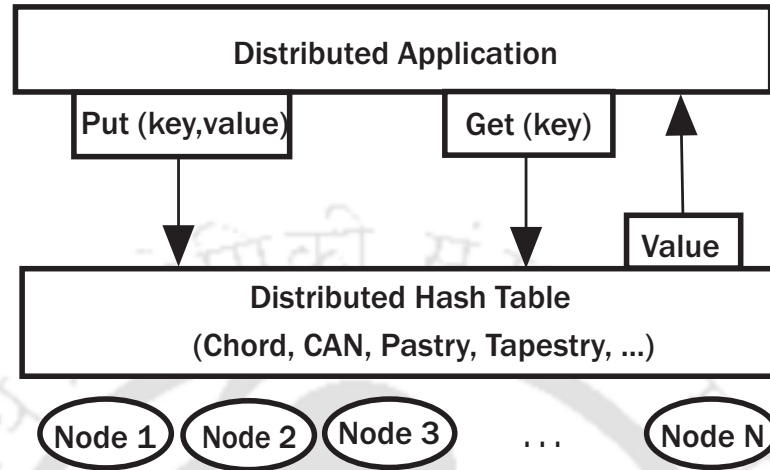 Distributed Application
Put (key,value)
Get (key)
Value
Distributed Hash Table
(Chord, CAN, Pastry, Tapestry, ...)
Node 1
Node 2
Node 3
...
Node N